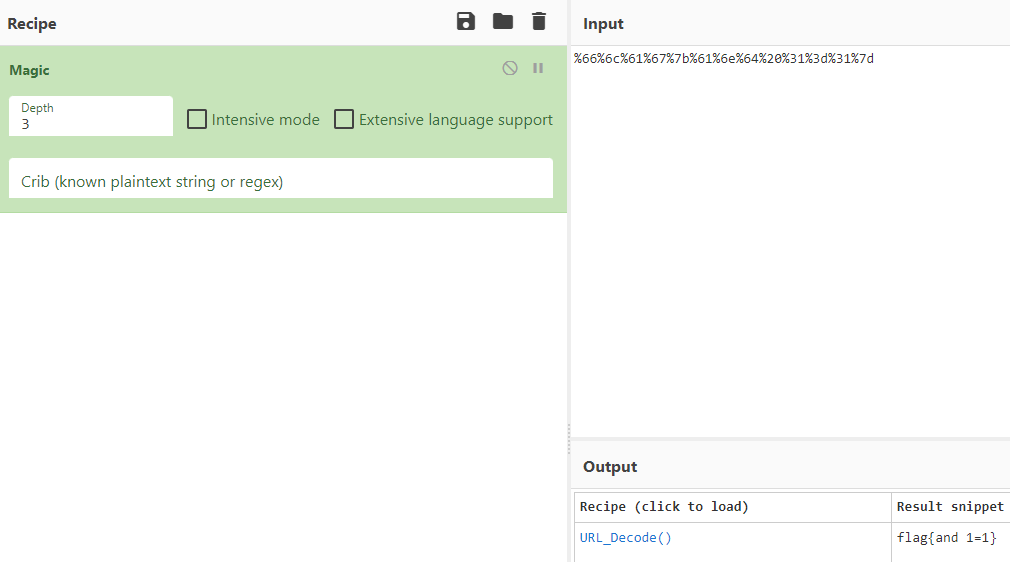 Recipe
Magic
Depth
3
Intensive mode
Extensive language support
Crib (known plaintext string or regex)
Input
%66%6c%61%67%7b%61%6e%64%20%31%3d%31%7d
Output
Recipe (click to load)
Result snippet
URL_Decode()
flag{and 1=1}